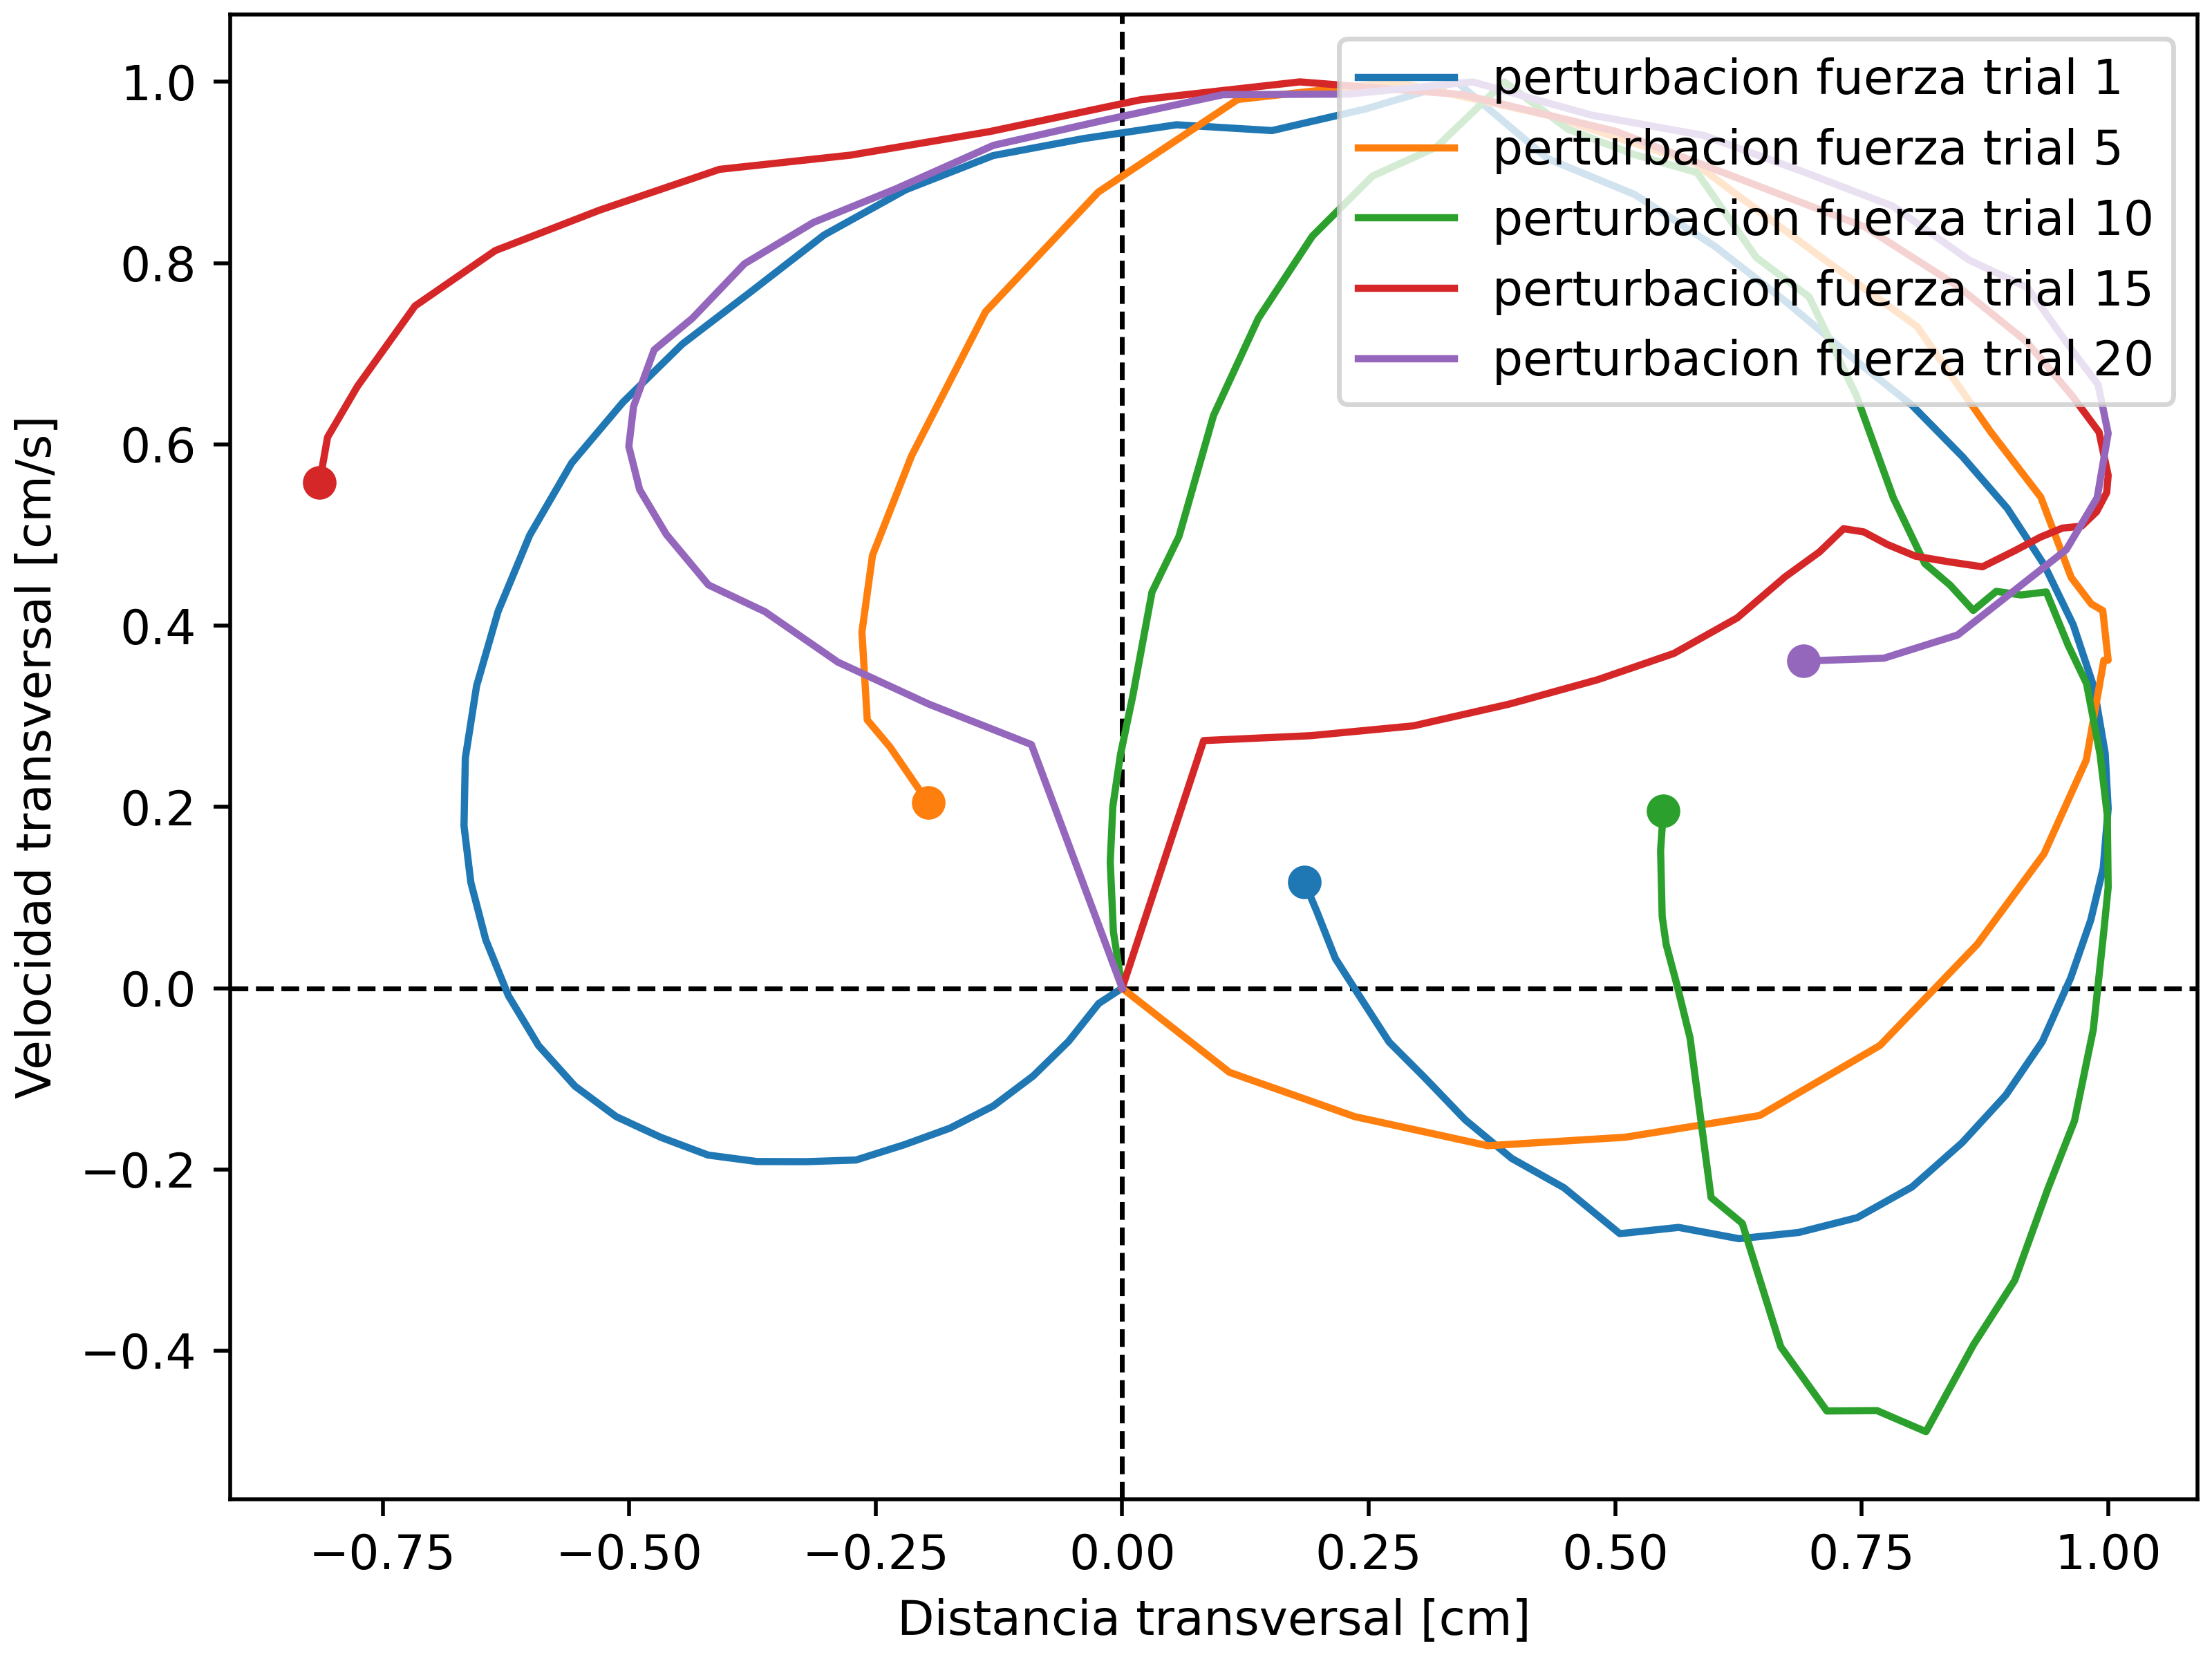 perturbacion fuerza trial 1
perturbacion fuerza trial 5
perturbacion fuerza trial 10
perturbacion fuerza trial 15
perturbacion fuerza trial 20
Velocidad transversal [cm/s]
1.0
0.8
0.6
0.4
0.2
0.0
−0.2
−0.4
−0.75 −0.50 −0.25 0.00 0.25 0.50 0.75 1.00
Distancia transversal [cm]